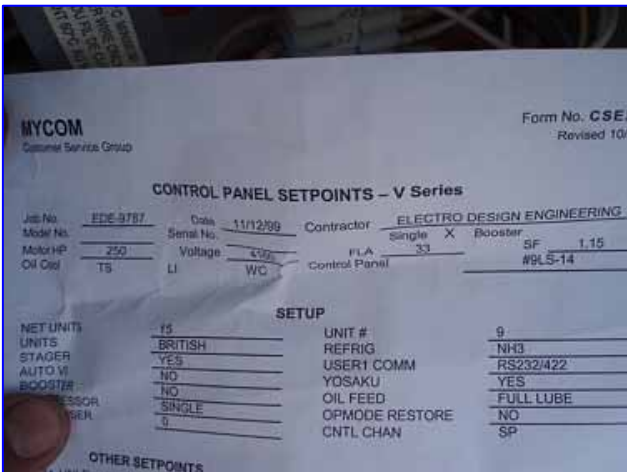 MYCOM
Customer Service Group
Form No. CSE
Revised 10/
CONTROL PANEL SETPOINTS – V Series
Job No. EDE-9787 Date 11/12/99 Contractor ELECTRO DESIGN ENGINEERING
Model No. Serial No. Single X Booster
Motor HP 250 Voltage FLA 33 SF 1.15
Oil Cool TS LI WC Control Panel #9LS-14
SETUP
NET UNITS 15 UNIT # 9
UNITS BRITISH REFRIG NH3
STAGER YES USER1 COMM RS232/422
AUTO VI NO YOSAKU YES
BOOSTER NO OIL FEED FULL LUBE
SSOR SINGLE OPMODE RESTORE NO
SER 0 CNTL CHAN SP
OTHER SETPOINTS